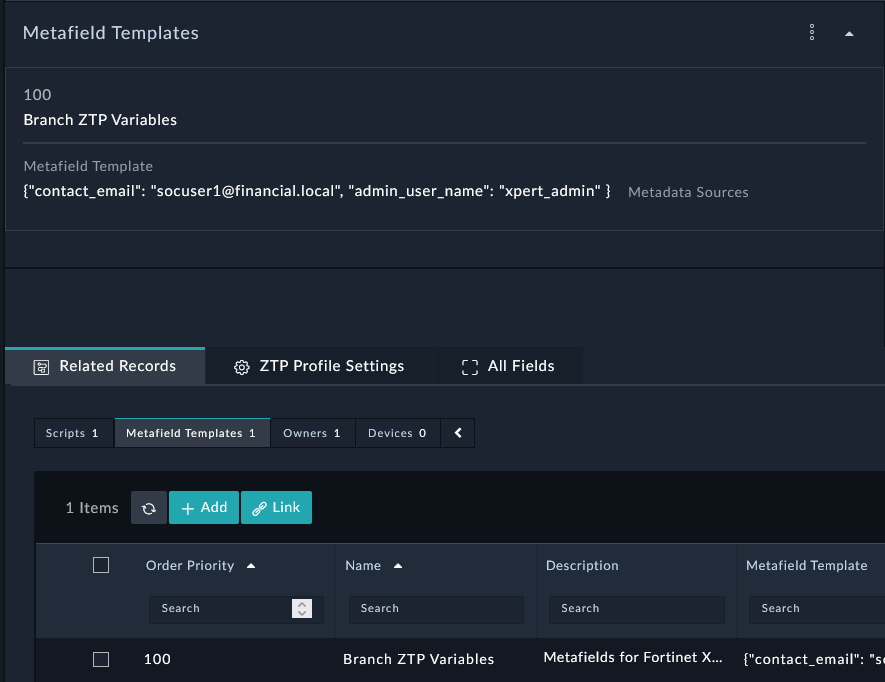 Metafield Templates
100
Branch ZTP Variables
Metafield Template
{"contact_email": "socuser1@financial.local", "admin_user_name": "xpert_admin" } Metadata Sources
Related Records ZTP Profile Settings All Fields
Scripts 1 Metafield Templates 1 Owners 1 Devices 0
1 Items + Add Link
Order Priority Name Description Metafield Template
Search Search Search Search
100 Branch ZTP Variables Metafields for Fortinet X... {"contact_email": "so